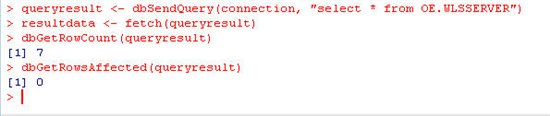 > queryresult <- dbSendQuery(connection, "select * from OE.WLSSERVER")
> resultdata <- fetch(queryresult)
> dbGetRowCount(queryresult)
[1] 7
> dbGetRowsAffected(queryresult)
[1] 0
>